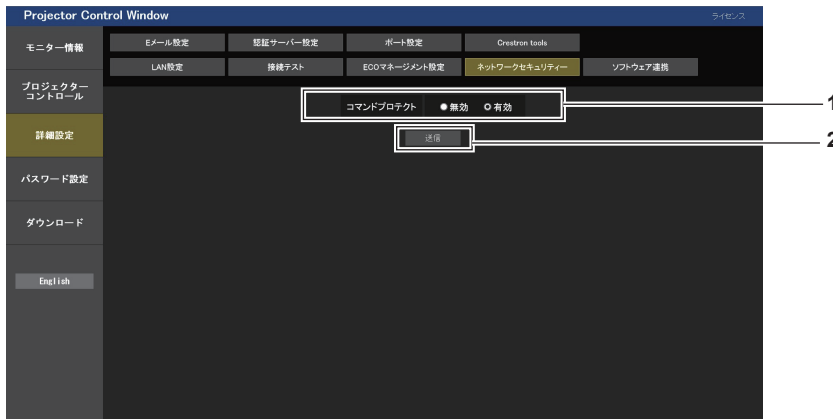 Projector Control Window
ライセンス
モニター情報
プロジェクター
コントロール
詳細設定
パスワード設定
ダウンロード
English
Eメール設定 認証サーバー設定 ポート設定 Crestron tools
LAN設定 接続テスト ECOマネージメント設定 ネットワークセキュリティー ソフトウェア連携
コマンドプロテクト 無効 有効
1
送信
2